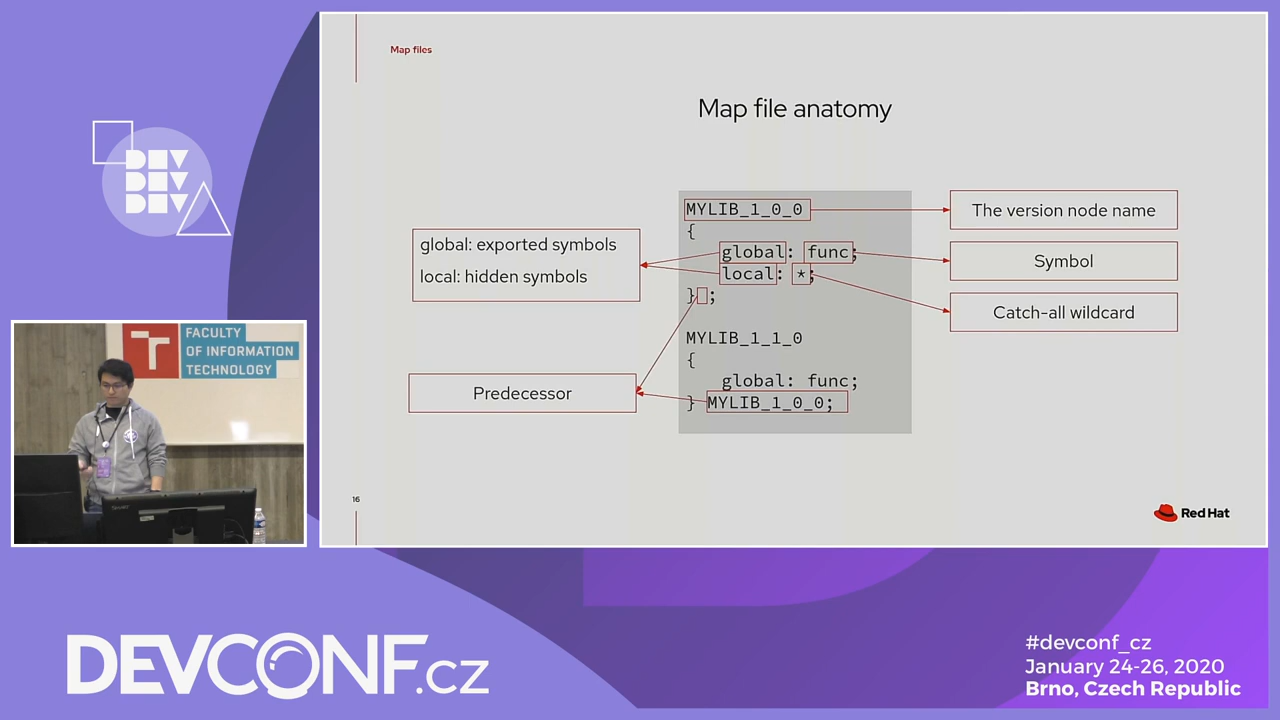 DEV
DEV
DEV
FACULTY
OF INFORMATION
TECHNOLOGY
Map files
Map file anatomy
global: exported symbols
local: hidden symbols
Predecessor
MYLIB_1_0_0
{
global: func;
local: *;
} ;
MYLIB_1_1_0
{
global: func;
} MYLIB_1_0_0;
The version node name
Symbol
Catch-all wildcard
16
Red Hat
DEVCONF.cz
#devconf_cz
January 24-26, 2020
Brno, Czech Republic